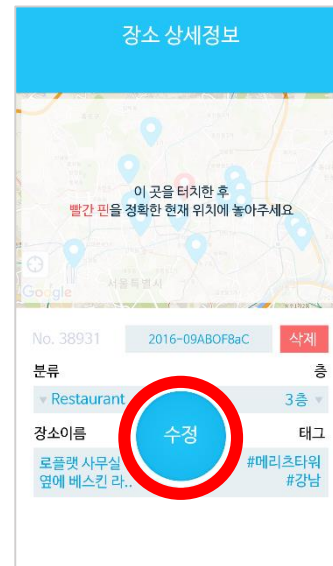 장소 상세정보
이 곳을 터치한 후
빨간 핀을 정확한 현재 위치에 놓아주세요
Google
서울특별시
No. 38931 2016-09ABOF8aC 삭제
분류 층
Restaurant 3층
장소이름 수정 태그
로플랫 사무실 #메리츠타워
옆에 베스킨 라.. #강남